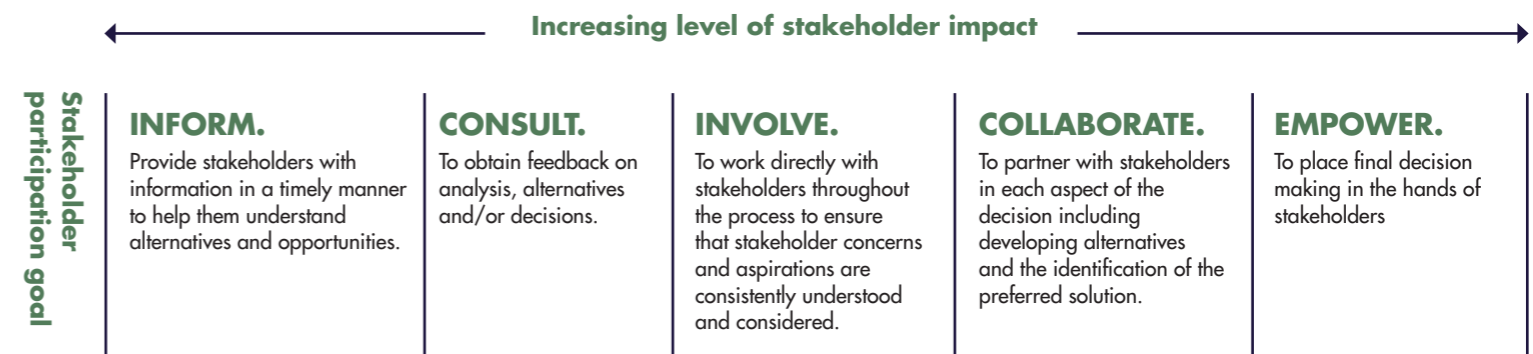 Increasing level of stakeholder impact
Stakeholder
participation goal
INFORM.
Provide stakeholders with
information in a timely manner
to help them understand
alternatives and opportunities.
CONSULT.
To obtain feedback on
analysis, alternatives
and/or decisions.
INVOLVE.
To work directly with
stakeholders throughout
the process to ensure
that stakeholder concerns
and aspirations are
consistently understood
and considered.
COLLABORATE.
To partner with stakeholders
in each aspect of the
decision including
developing alternatives
and the identification of the
preferred solution.
EMPOWER.
To place final decision
making in the hands of
stakeholders